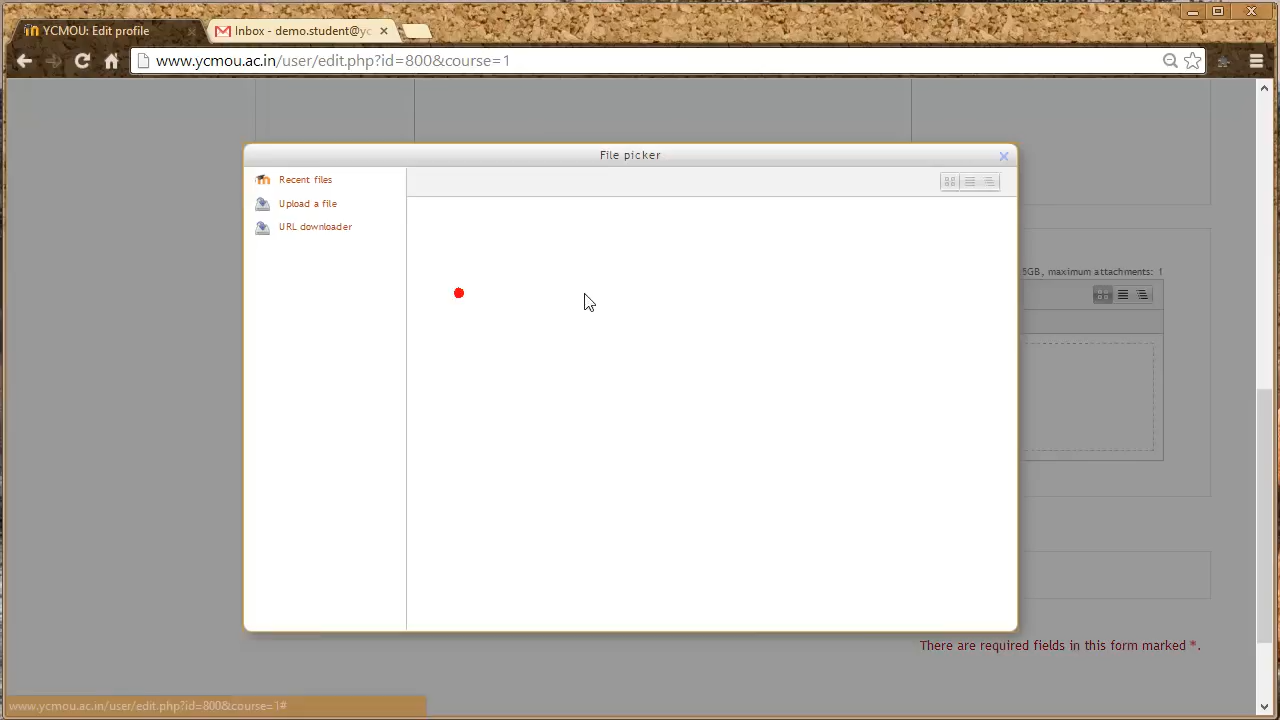 YCMOU: Edit profile
Inbox - demo.student@yc
www.ycmou.ac.in/user/edit.php?id=800&course=1
File picker
Recent files
Upload a file
URL downloader
GB, maximum attachments: 1
There are required fields in this form marked *.
www.ycmou.ac.in/user/edit.php?id=800&course=1#